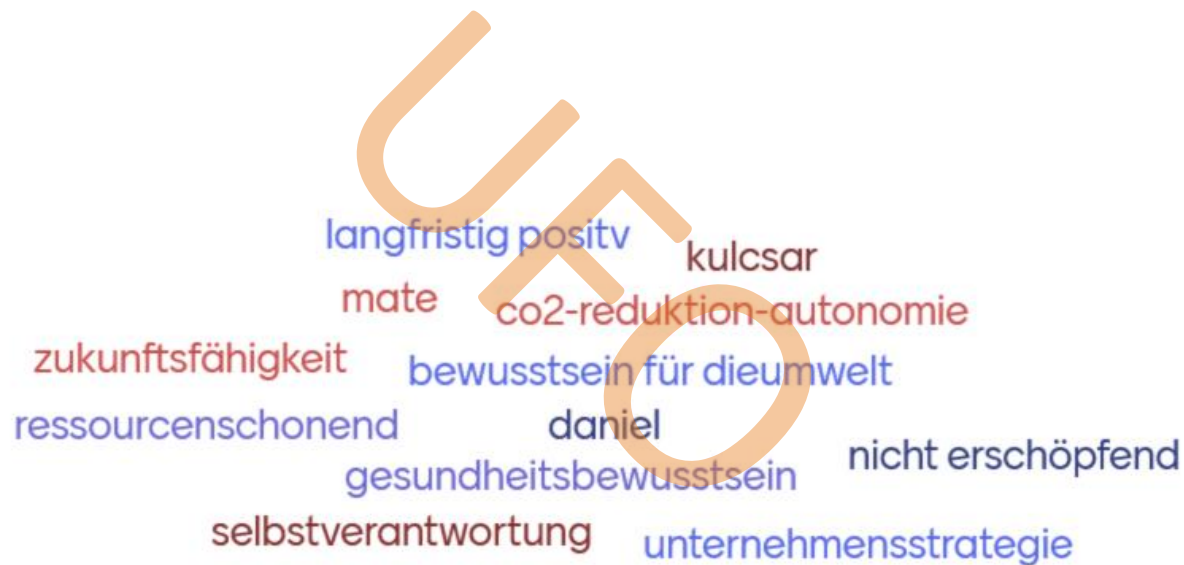 UFO
langfristig positv
kulcsar
mate
co2-reduktion-autonomie
zukunftsfähigkeit
bewusstsein für dieumwelt
ressourcenschonend
daniel
nicht erschöpfend
gesundheitsbewusstsein
selbstverantwortung
unternehmensstrategie